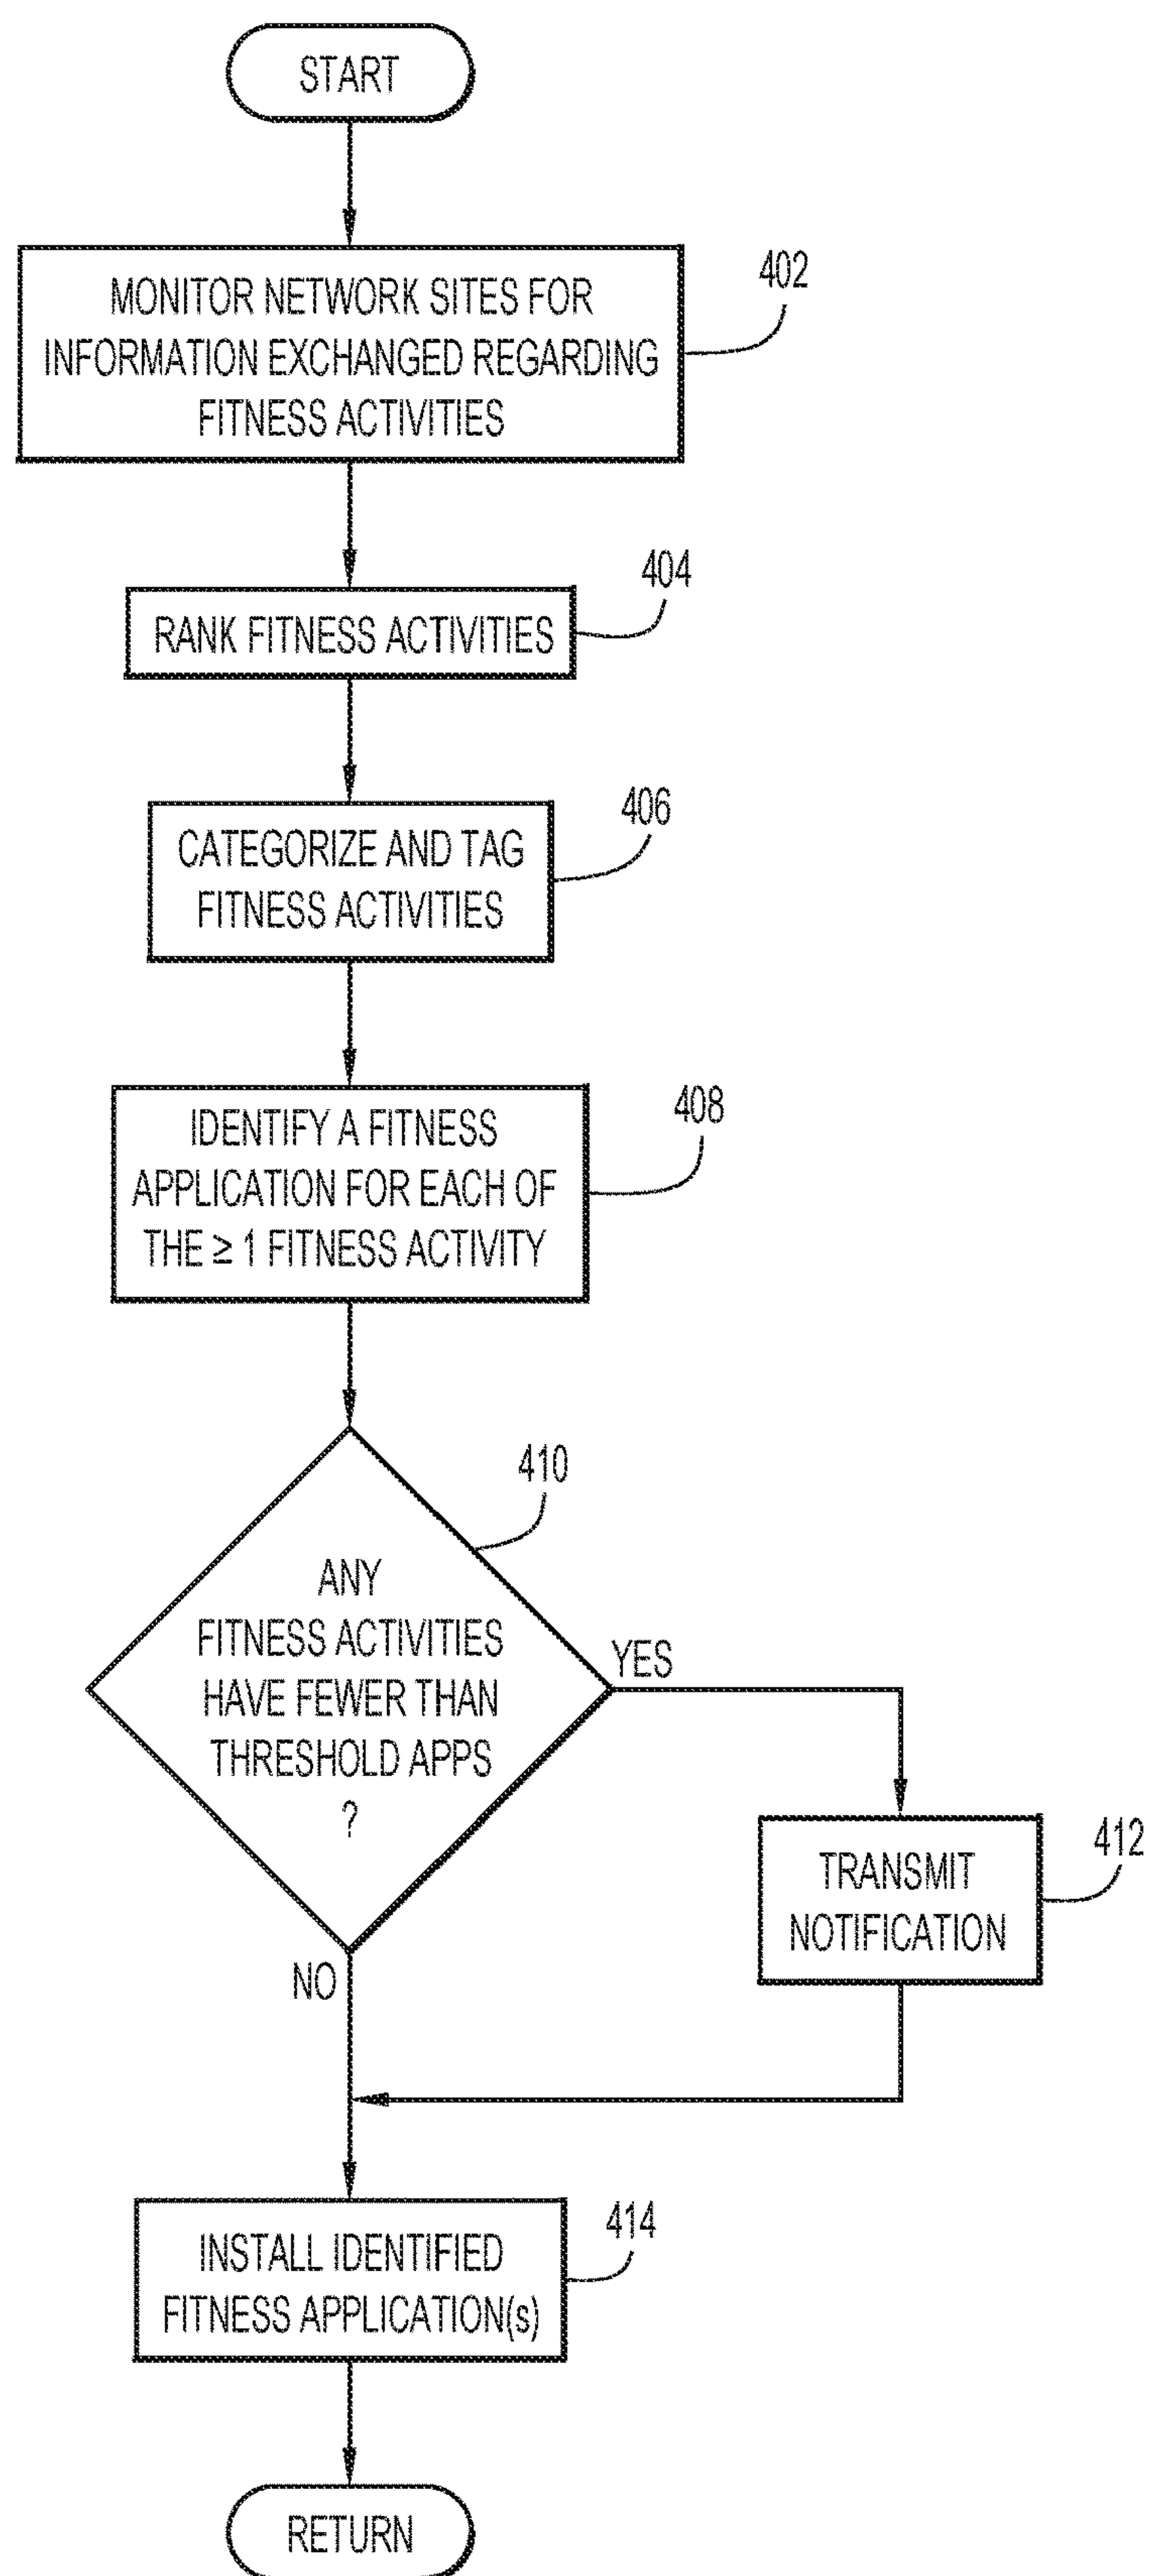 START
MONITOR NETWORK SITES FOR
INFORMATION EXCHANGED REGARDING
FITNESS ACTIVITIES
402
RANK FITNESS ACTIVITIES
404
CATEGORIZE AND TAG
FITNESS ACTIVITIES
406
IDENTIFY A FITNESS
APPLICATION FOR EACH OF
THE ≥ 1 FITNESS ACTIVITY
408
ANY
FITNESS ACTIVITIES
HAVE FEWER THAN
THRESHOLD APPS
?
410
YES
TRANSMIT
NOTIFICATION
412
NO
INSTALL IDENTIFIED
FITNESS APPLICATION(s)
414
RETURN